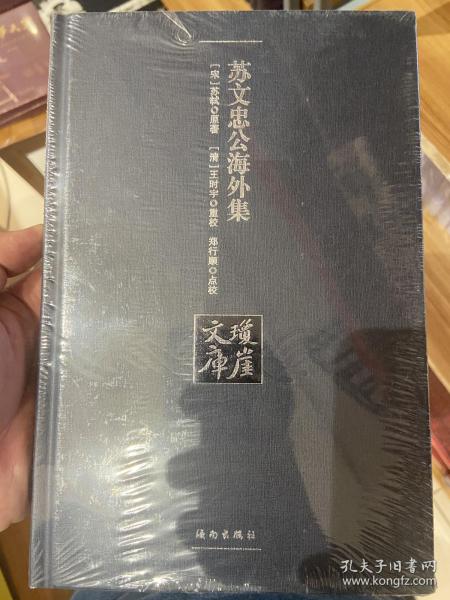 苏文忠公海外集
［宋］苏轼◎原著　［清］王时宇◎重校　郑行顺◎点校
琼崖
文库
海南出版社
孔夫子旧书网
www.kongfz.com